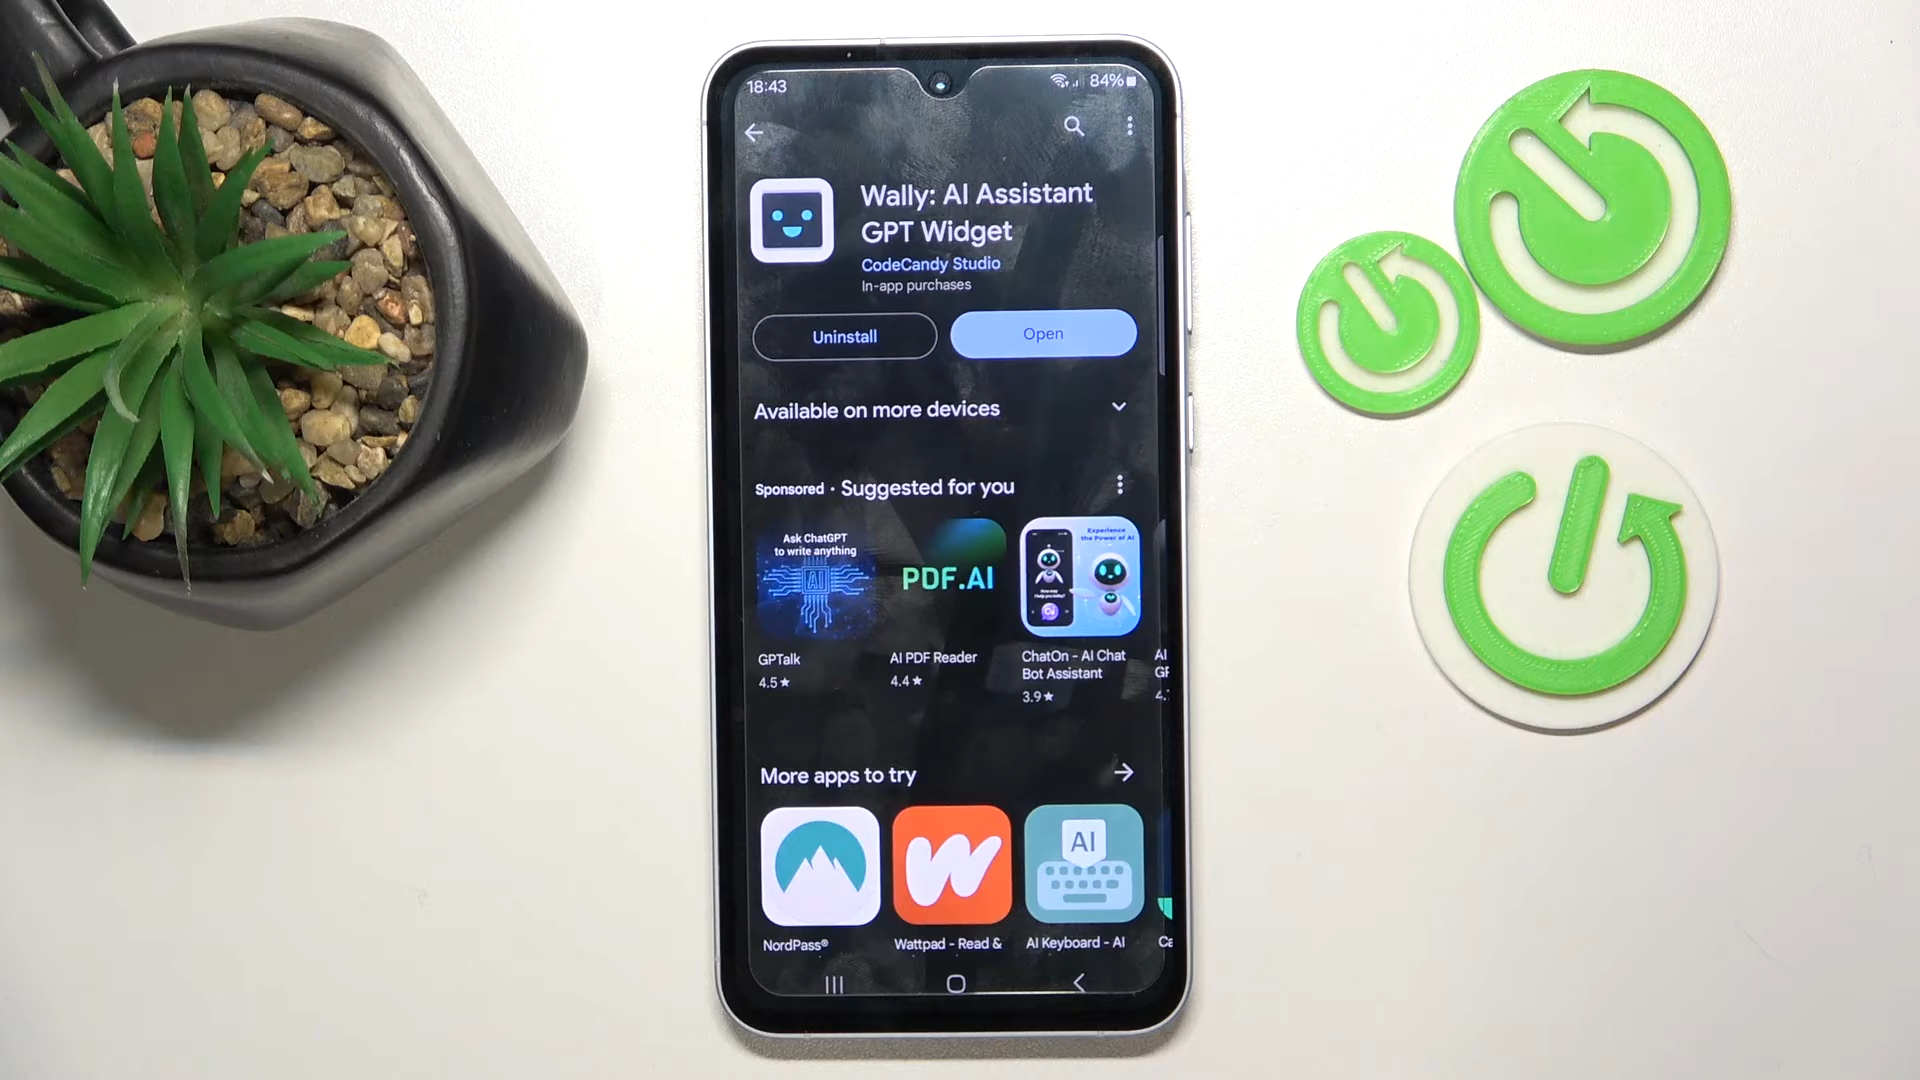 18:43
84%
Wally: AI Assistant
GPT Widget
CodeCandy Studio
In-app purchases
Uninstall
Open
Available on more devices
Sponsored • Suggested for you
Ask ChatGPT
to write anything
AI
PDF.AI
Experience
the Power of AI
GPTalk
4.5★
AI PDF Reader
4.4★
ChatOn - AI Chat
Bot Assistant
3.9★
AI
More apps to try
AI
NordPass®
Wattpad - Read &
AI Keyboard - AI